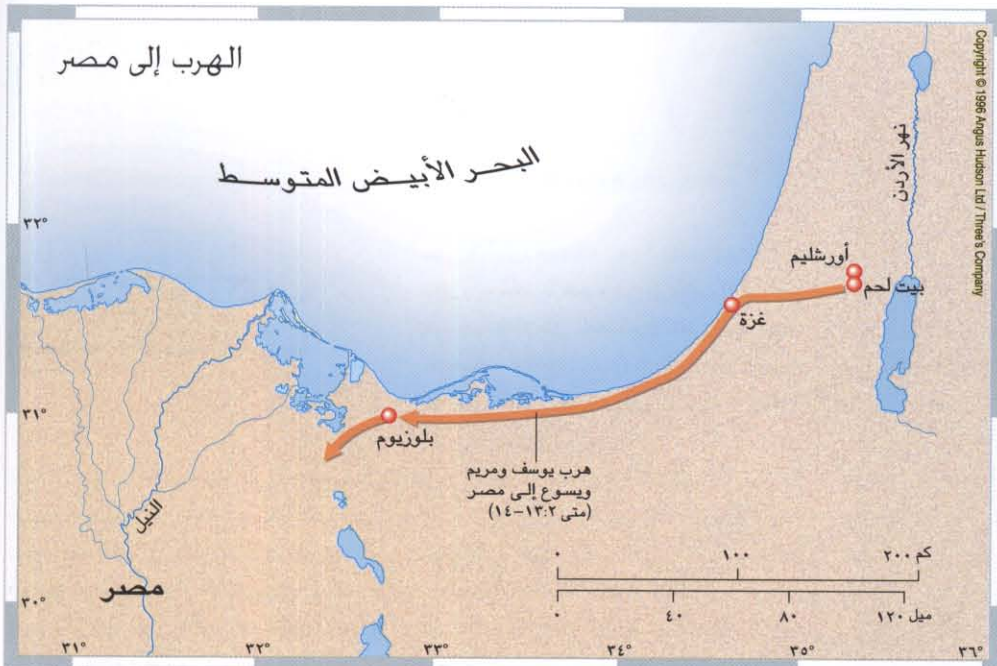 الهرب إلى مصر
البحر الأبيض المتوسط
Copyright © 1996 Angus Hudson Ltd / Three's Company
نهر الأردن
٣٢°
أورشليم
بيت لحم
غزة
٣١°
بلوزيوم
هرب يوسف ومريم
ويسوع إلى مصر
(متى ٢:١٣-١٤)
النيل
مصر
٠ ١٠٠ ٢٠٠ كم
٠ ٤٠ ٨٠ ١٢٠ ميل
٣٠°
٣١° ٣٢° ٣٣° ٣٤° ٣٥° ٣٦°